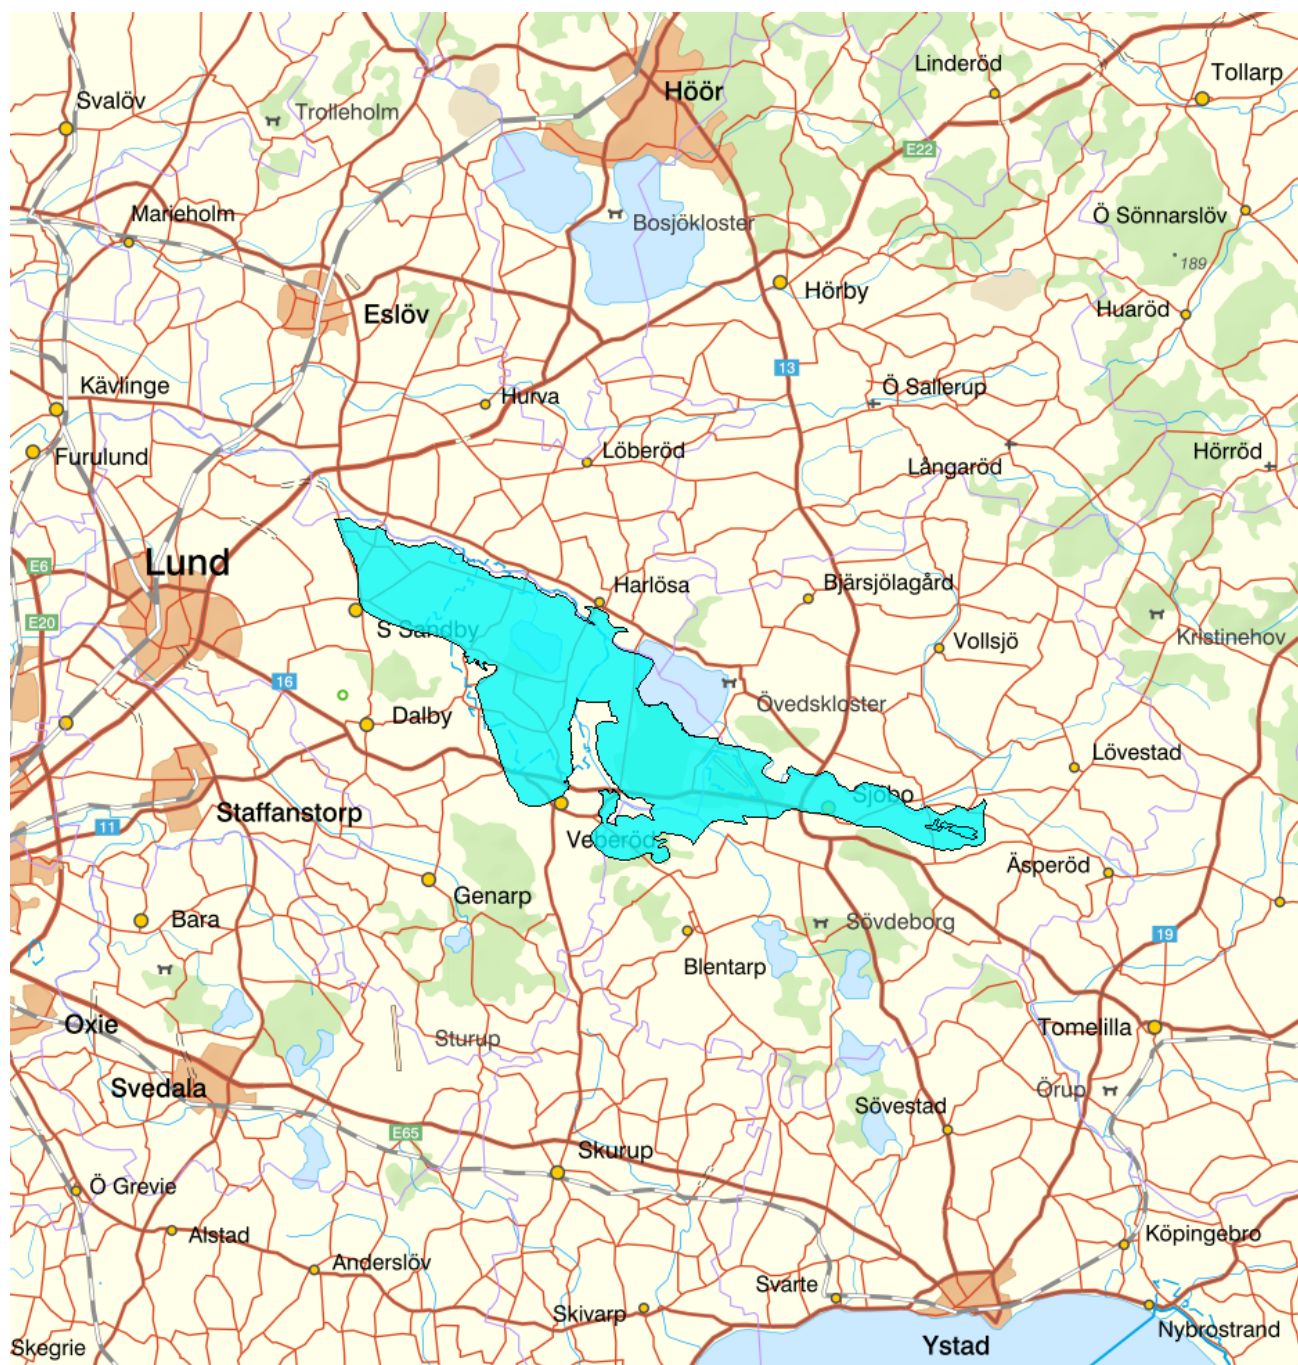 Linderöd
Tollarp
Höör
Svalöv
Trolleholm
E22
Marieholm
Bosjökloster
Ö Sönnarslöv
189
Hörby
Eslöv
Huaröd
13
Kävlinge
Hurva
Ö Sallerup
Furulund
Löberöd
Långaröd
Hörröd
Lund
E6
Harlösa
Bjärsjölagård
E20
S Sandby
Vollsjö
Kristinehov
16
Dalby
Övedskloster
Lövestad
Sjöbo
Staffanstorp
11
Veberöd
Äsperöd
Genarp
Bara
Sövdeborg
19
Blentarp
Oxie
Sturup
Tomelilla
Svedala
Örup
Sövestad
E65
Skurup
Ö Grevie
Alstad
Köpingebro
Anderslöv
Svarte
Skivarp
Nybrostrand
Skegrie
Ystad